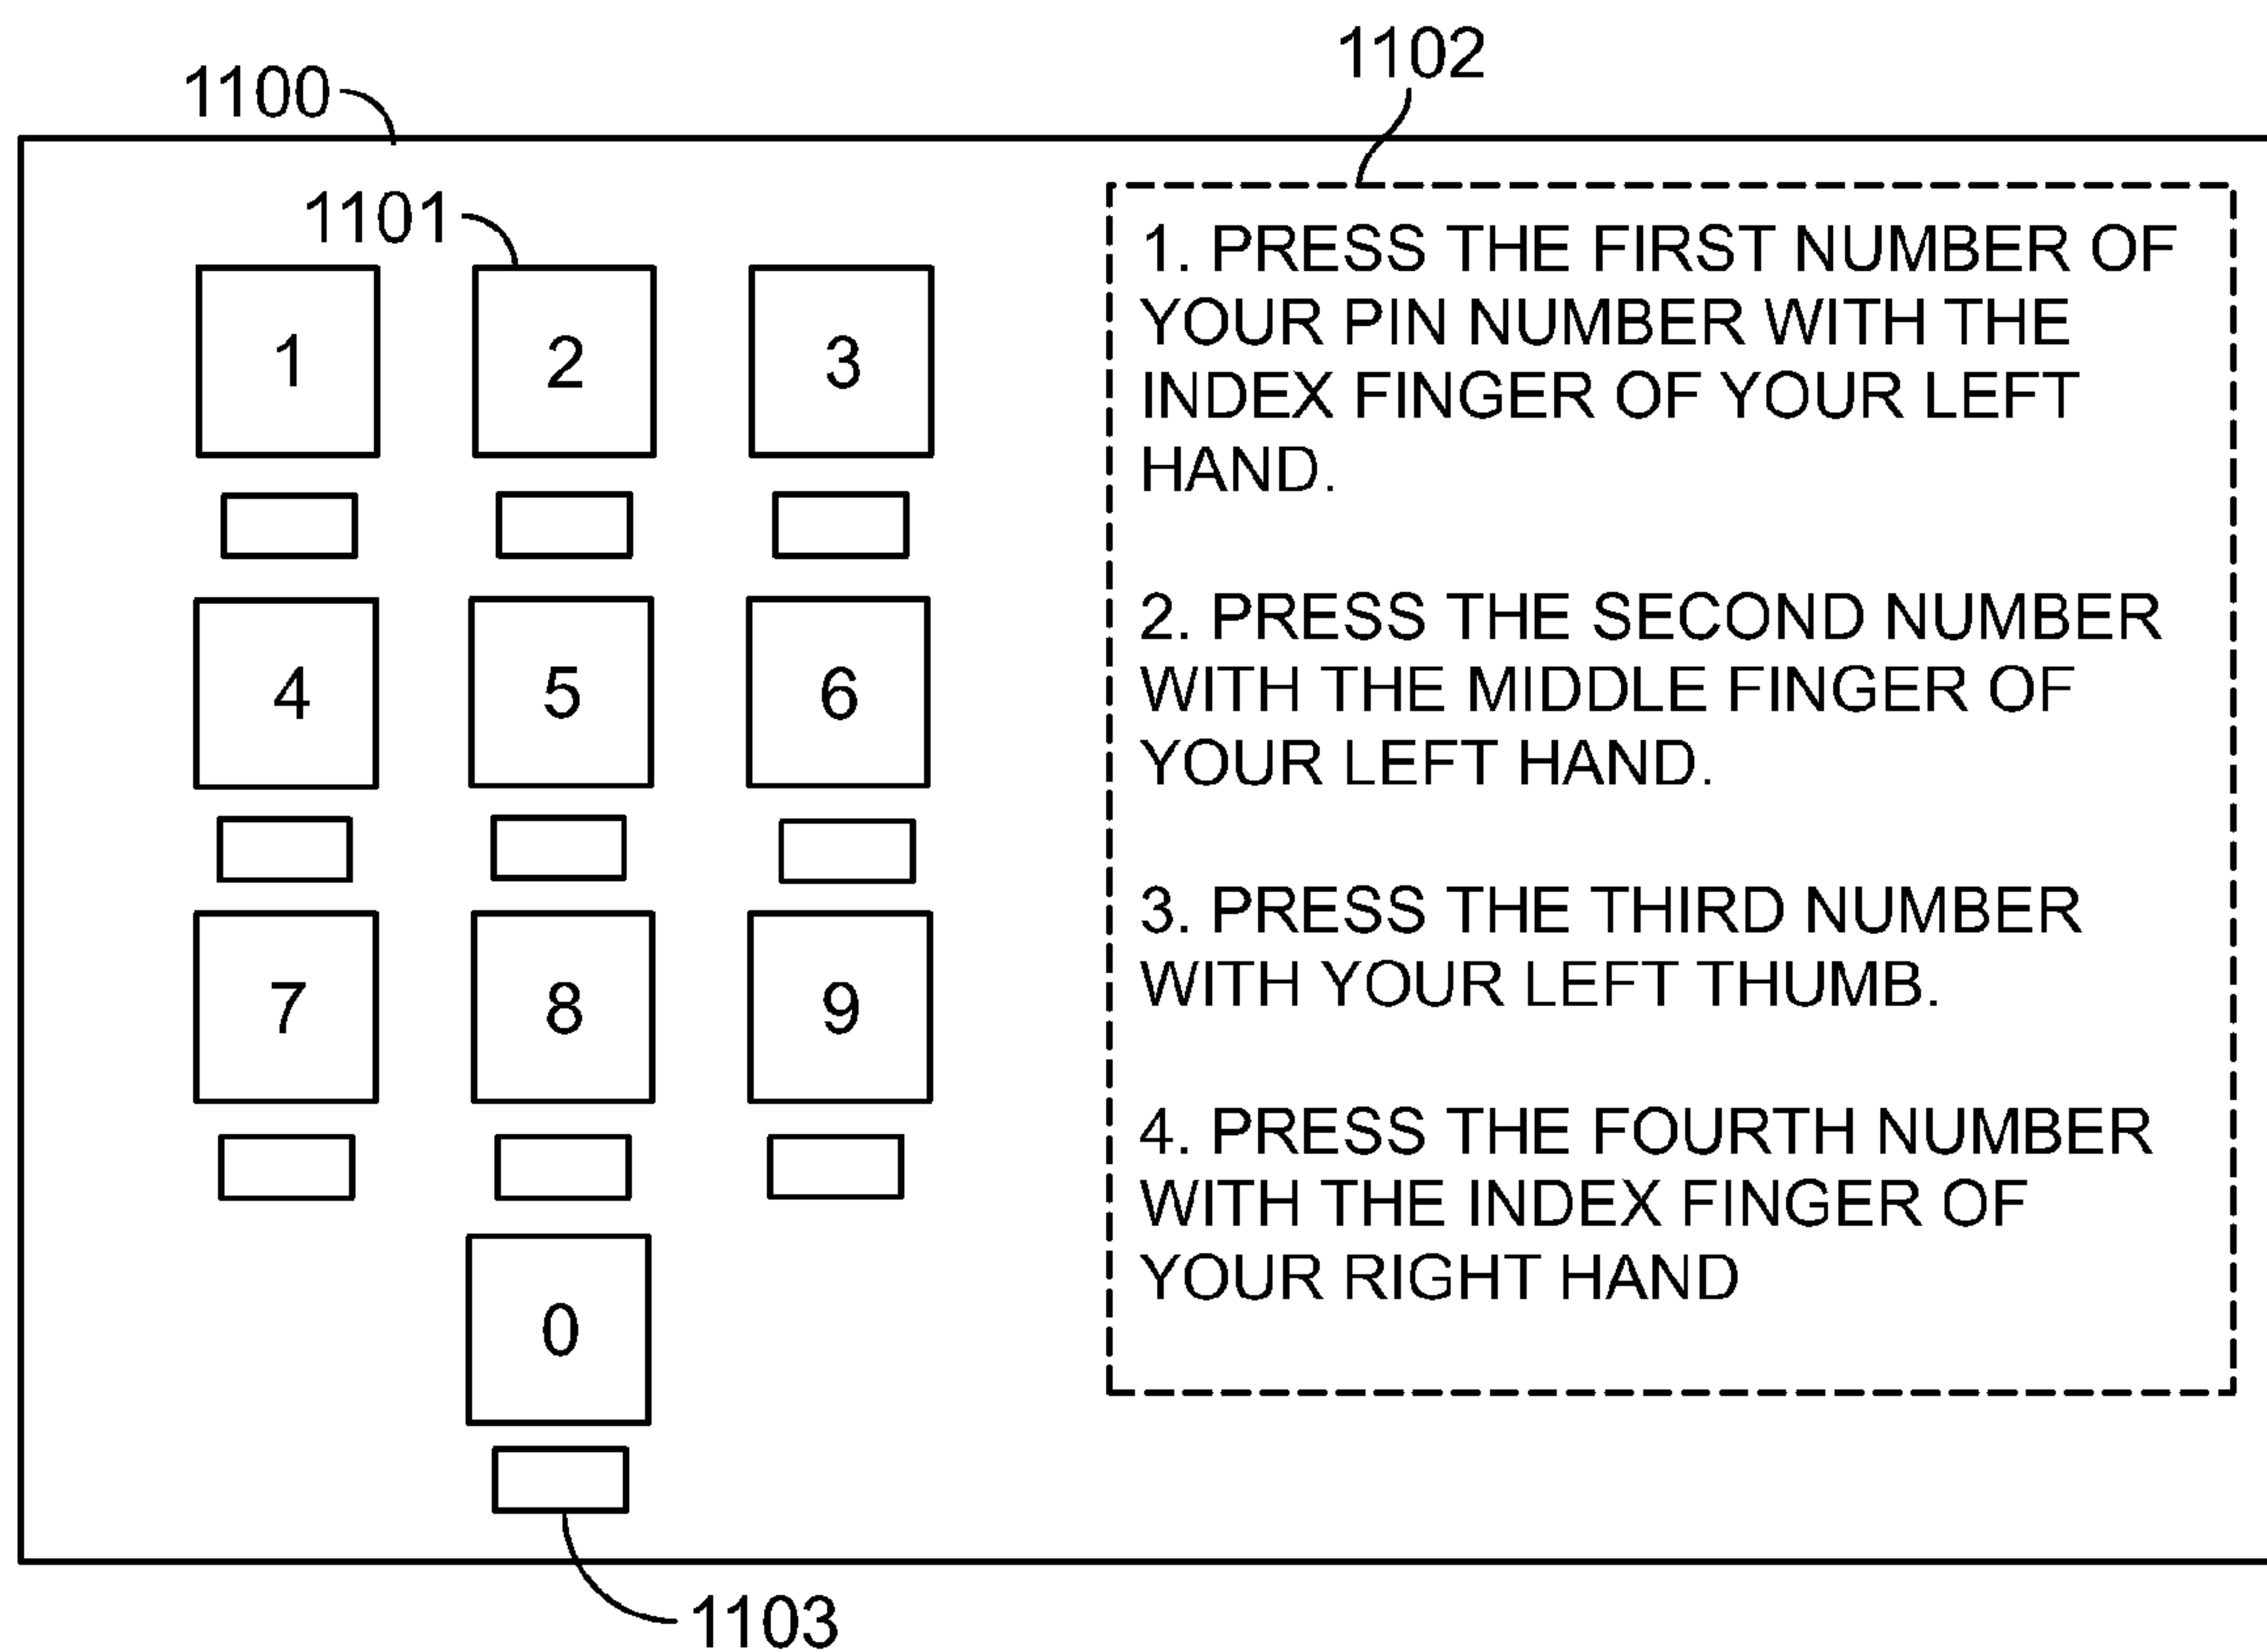 1102
1100
1101
1 2 3
4 5 6
7 8 9
0
1103
1. PRESS THE FIRST NUMBER OF
YOUR PIN NUMBER WITH THE
INDEX FINGER OF YOUR LEFT
HAND.
2. PRESS THE SECOND NUMBER
WITH THE MIDDLE FINGER OF
YOUR LEFT HAND.
3. PRESS THE THIRD NUMBER
WITH YOUR LEFT THUMB.
4. PRESS THE FOURTH NUMBER
WITH THE INDEX FINGER OF
YOUR RIGHT HAND